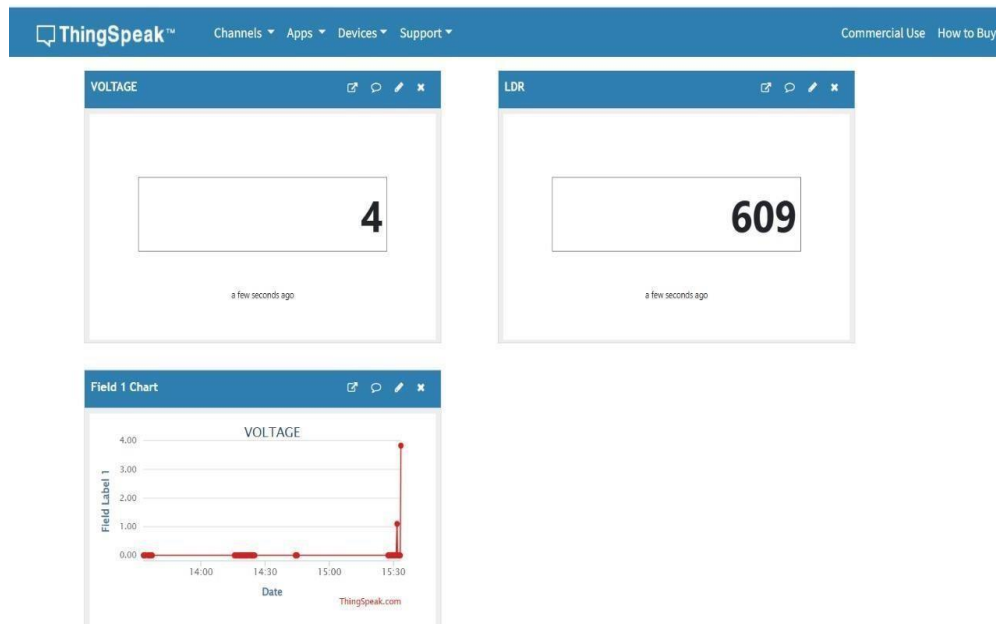 ThingSpeak™ Channels Apps Devices Support Commercial Use How to Buy
VOLTAGE
4
a few seconds ago
LDR
609
a few seconds ago
Field 1 Chart
VOLTAGE
Field Label 1
4.00
3.00
2.00
1.00
0.00
14:00 14:30 15:00 15:30
Date
ThingSpeak.com